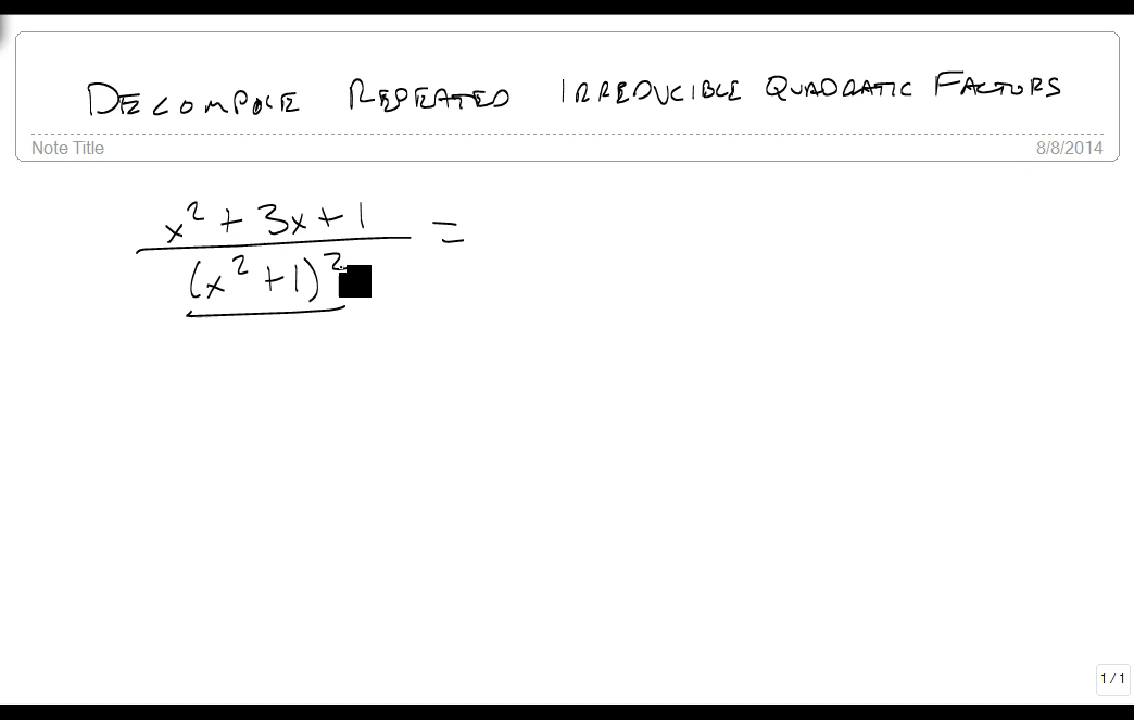 DECOMPOSE REPEATED IRREDUCIBLE QUADRATIC FACTORS
Note Title
8/8/2014
x² + 3x + 1 =
(x² + 1)²
1/1